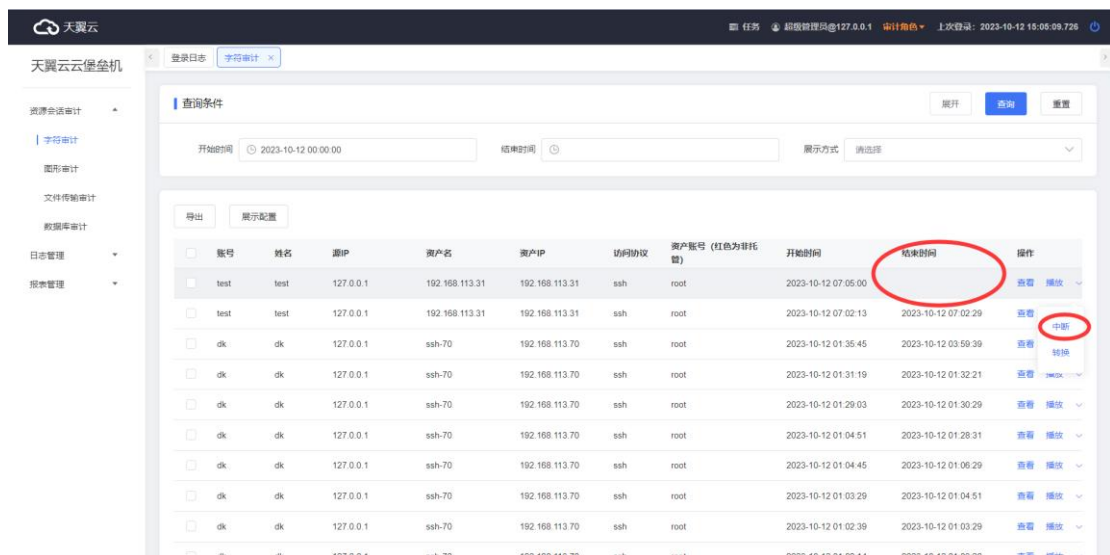 天翼云
任务 超级管理员@127.0.0.1 审计角色 上次登录: 2023-10-12 15:05:09.726
天翼云云堡垒机
登录日志 字符审计 ×
资源会话审计
字符审计
图形审计
文件传输审计
数据库审计
日志管理
报表管理
查询条件
展开 查询 重置
开始时间 2023-10-12 00:00:00 结束时间 展示方式 请选择
导出 展示配置
账号 姓名 源IP 资产名 资产IP 访问协议 资产账号（红色为非托管） 开始时间 结束时间 操作
test test 127.0.0.1 192.168.113.31 192.168.113.31 ssh root 2023-10-12 07:05:00 查看 播放
test test 127.0.0.1 192.168.113.31 192.168.113.31 ssh root 2023-10-12 07:02:13 2023-10-12 07:02:29 查看
中断
转换
dk dk 127.0.0.1 ssh-70 192.168.113.70 ssh root 2023-10-12 01:35:45 2023-10-12 03:59:39 查看
dk dk 127.0.0.1 ssh-70 192.168.113.70 ssh root 2023-10-12 01:31:19 2023-10-12 01:32:21 查看 播放
dk dk 127.0.0.1 ssh-70 192.168.113.70 ssh root 2023-10-12 01:29:03 2023-10-12 01:30:29 查看 播放
dk dk 127.0.0.1 ssh-70 192.168.113.70 ssh root 2023-10-12 01:04:51 2023-10-12 01:28:31 查看 播放
dk dk 127.0.0.1 ssh-70 192.168.113.70 ssh root 2023-10-12 01:04:45 2023-10-12 01:06:29 查看 播放
dk dk 127.0.0.1 ssh-70 192.168.113.70 ssh root 2023-10-12 01:03:29 2023-10-12 01:04:51 查看 播放
dk dk 127.0.0.1 ssh-70 192.168.113.70 ssh root 2023-10-12 01:02:39 2023-10-12 01:03:29 查看 播放